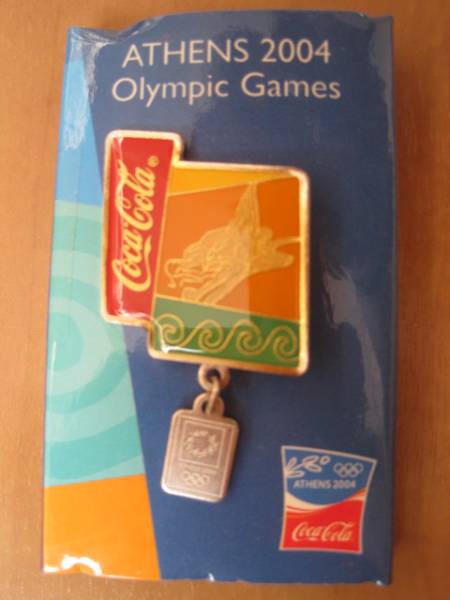 ATHENS 2004
Olympic Games
Coca-Cola®
ATHENS 2004
Coca-Cola